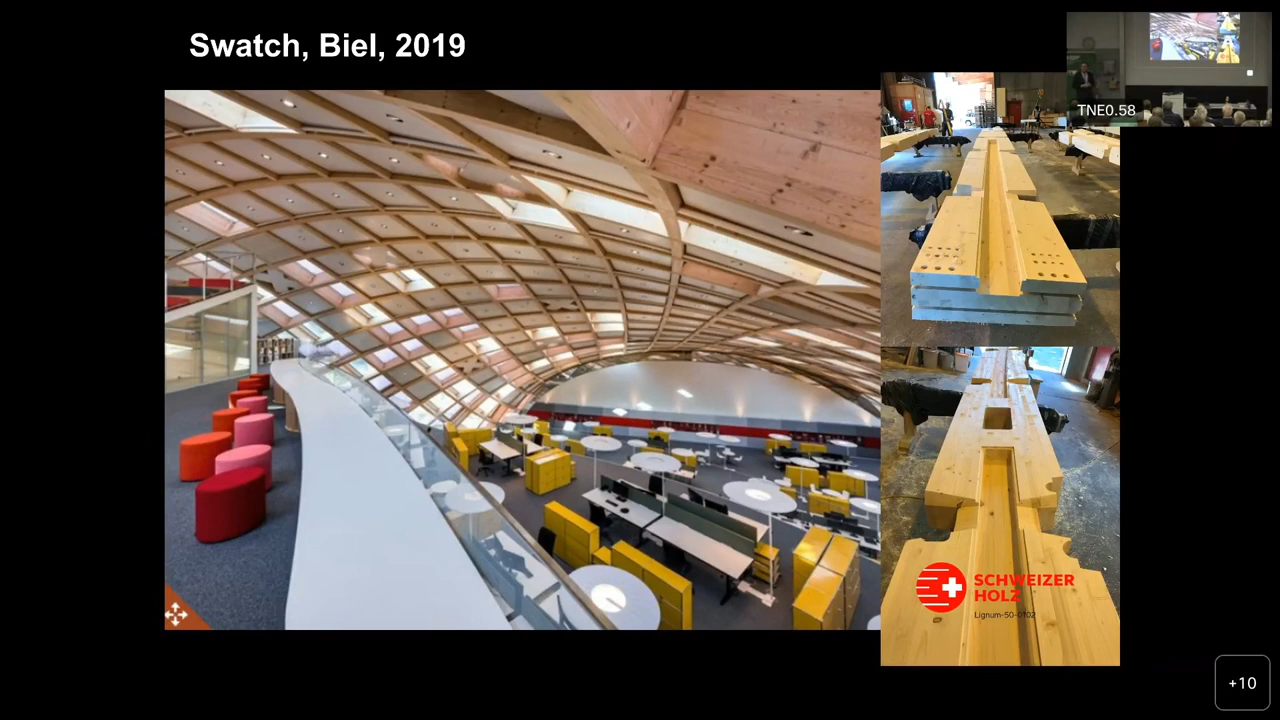 Swatch, Biel, 2019
TNE0.58
SCHWEIZER
HOLZ
Lignum-50-0102
+10